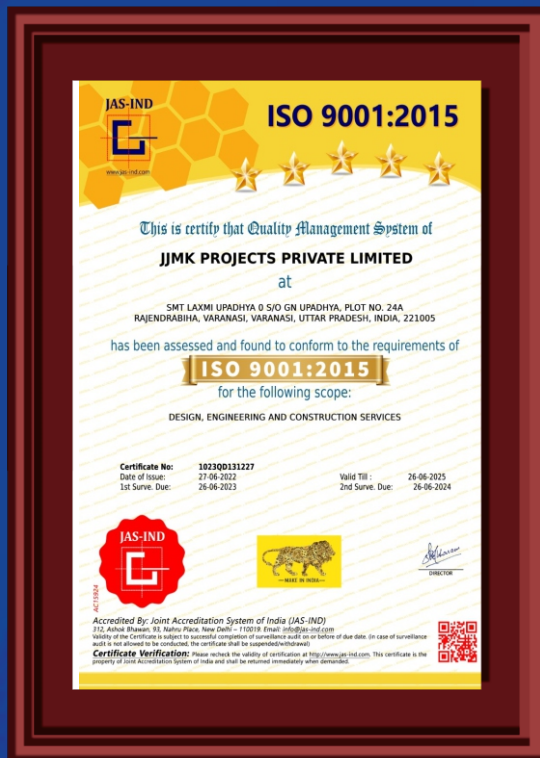 JAS-IND
www.jas-ind.com
ISO 9001:2015
This is certify that Quality Management System of
JJMK PROJECTS PRIVATE LIMITED
at
SMT LAXMI UPADHYA 0 S/O GN UPADHYA, PLOT NO. 24A
RAJENDRABIHA, VARANASI, VARANASI, UTTAR PRADESH, INDIA, 221005
has been assessed and found to conform to the requirements of
ISO 9001:2015
for the following scope:
DESIGN, ENGINEERING AND CONSTRUCTION SERVICES
Certificate No: 1023QD131227
Date of Issue: 27-06-2022 Valid Till : 26-06-2025
1st Surve. Due: 26-06-2023 2nd Surve. Due: 26-06-2024
JAS-IND
MAKE IN INDIA
DIRECTOR
AC15924
Accredited By: Joint Accreditation System of India (JAS-IND)
312, Ashok Bhawan, 93, Nahru Place, New Delhi – 110019. Email: info@jas-ind.com
Validity of the Certificate is subject to successful completion of surveillance audit on or before of due date. (in case of surveillance
audit is not allowed to be conducted, the certificate shall be suspended/withdrawal)
Certificate Verification: Please recheck the validity of certification at http://www.jas-ind.com. This certificate is the
property of Joint Accreditation System of India and shall be returned immediately when demanded.